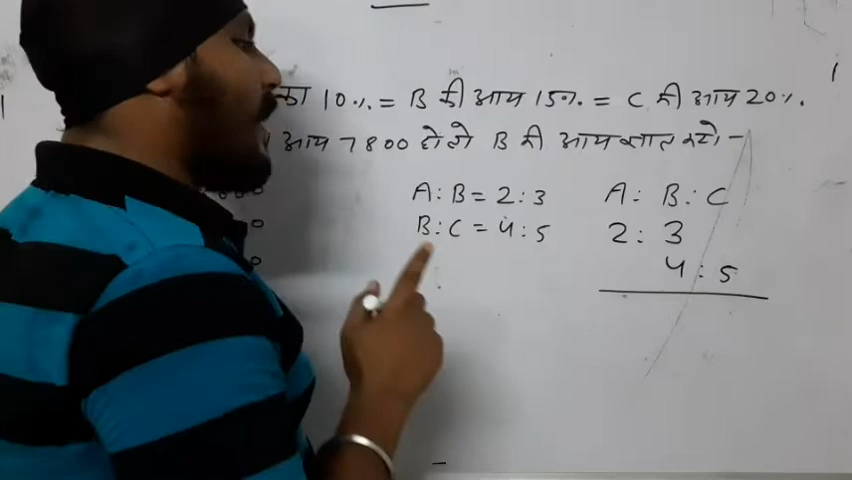 का 10%. = B की आय 15%. = C की आय 20%.
आय 7800 हो तो B की आय ज्ञात करो -
A : B = 2 : 3 A : B : C
B : C = 4 : 5 2 : 3
4 : 5